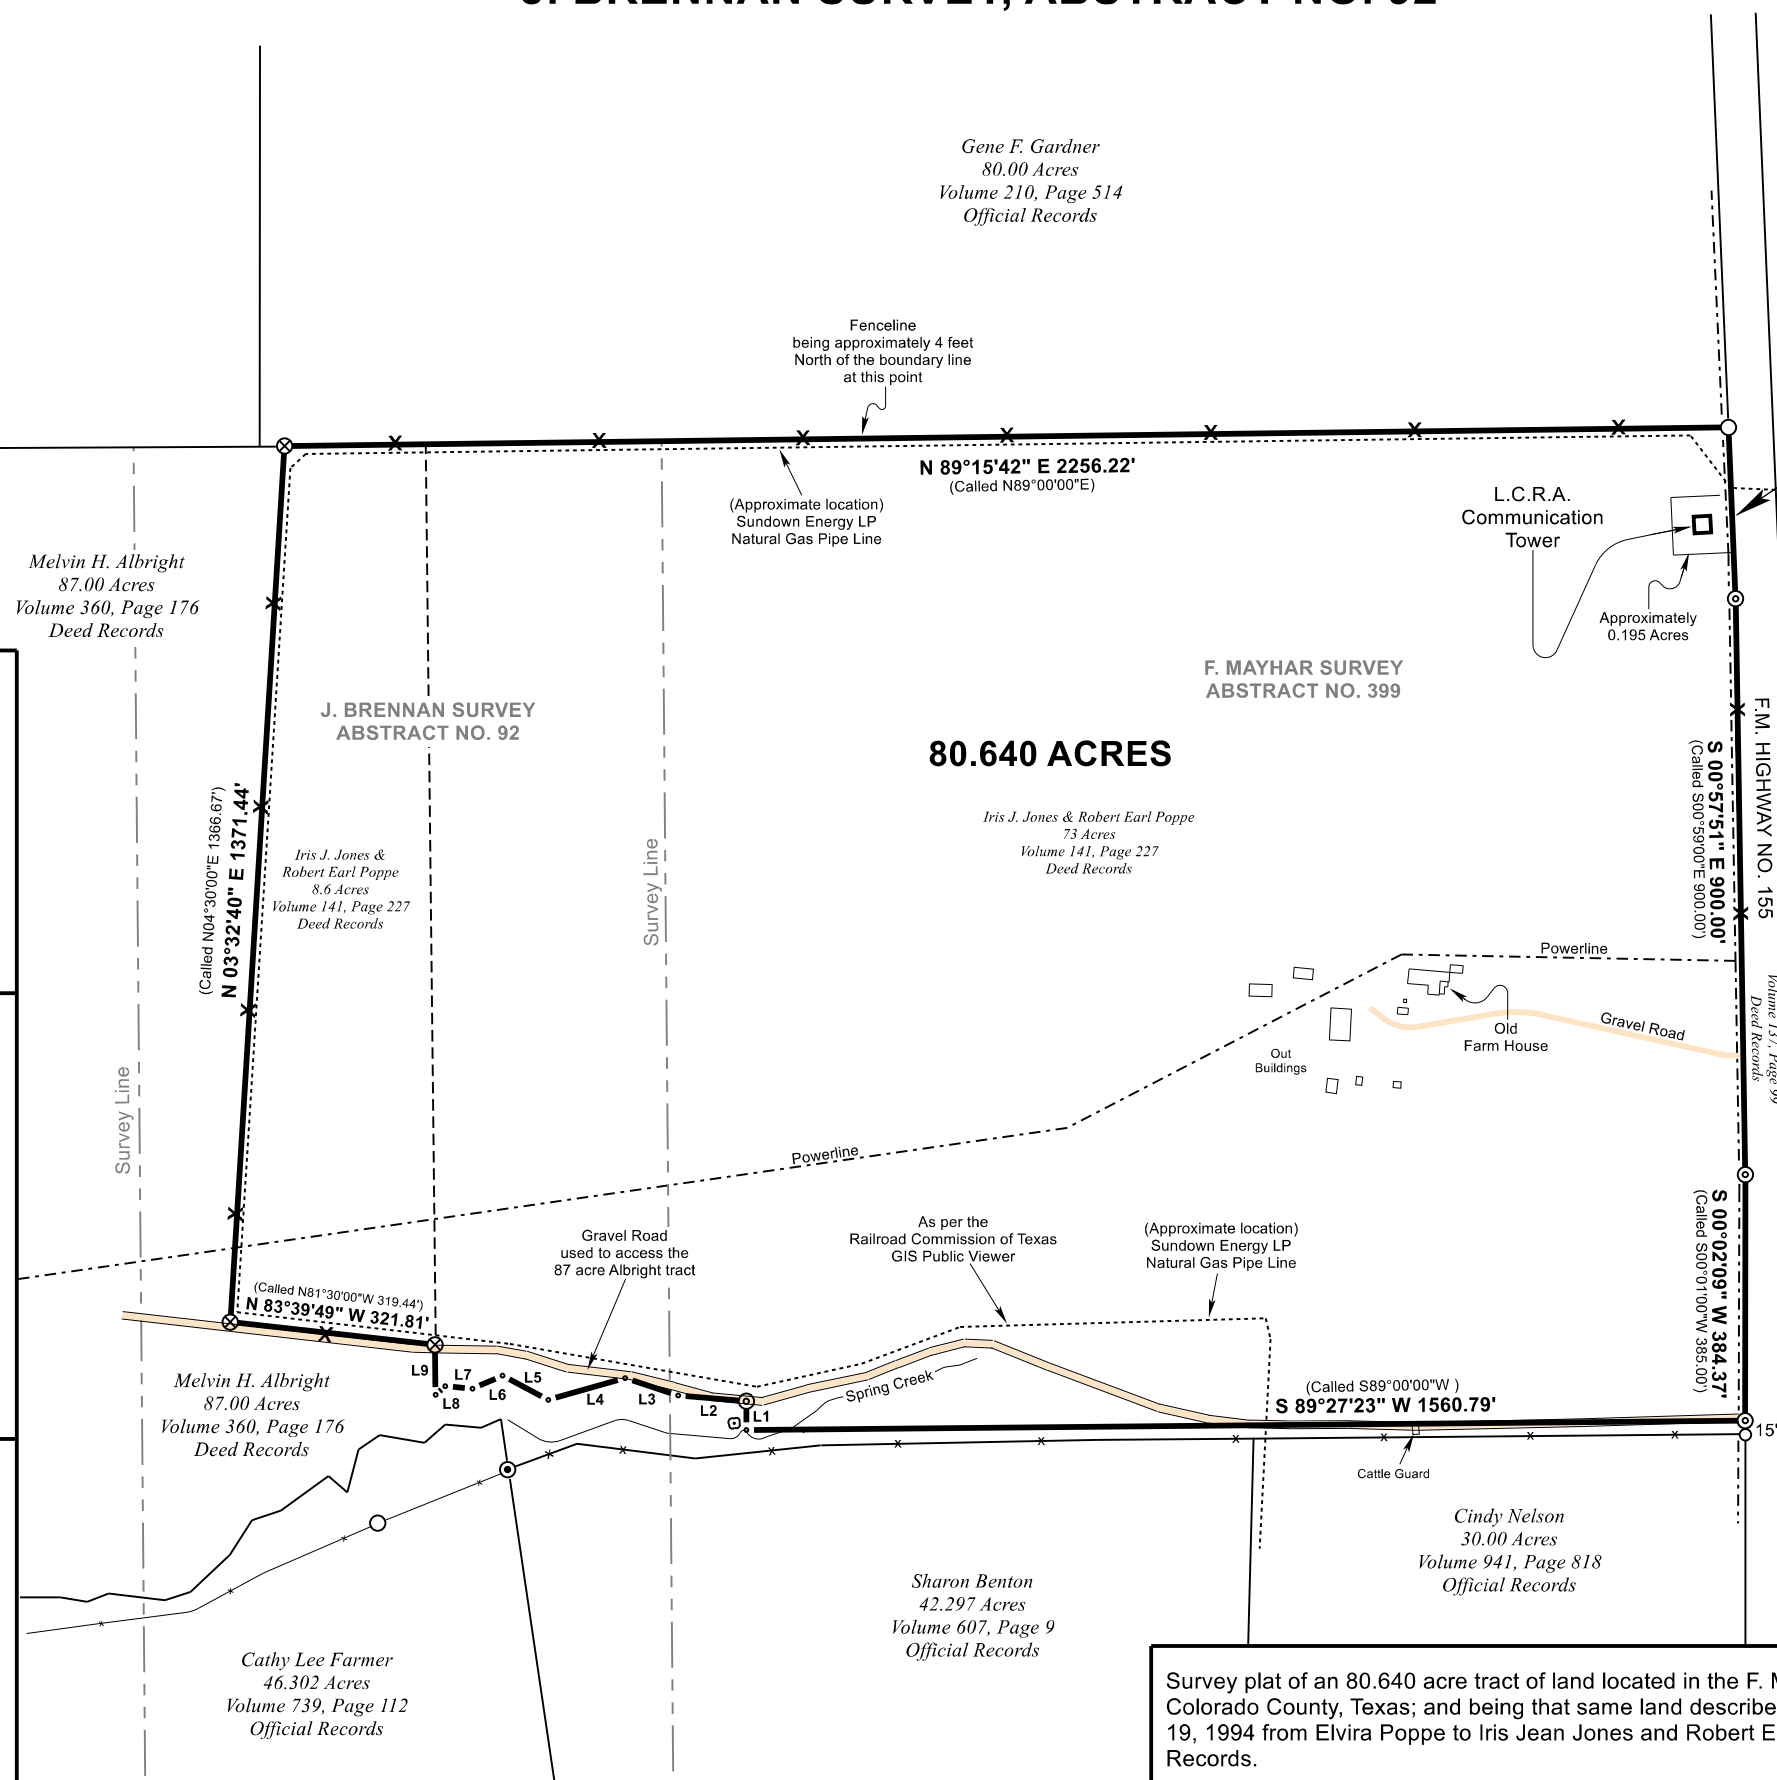 J. BRENNAN SURVEY, ABSTRACT NO. 92
Gene F. Gardner
80.00 Acres
Volume 210, Page 514
Official Records
Fenceline
being approximately 4 feet
North of the boundary line
at this point
N 89°15'42" E 2256.22'
(Called N89°00'00"E)
(Approximate location)
Sundown Energy LP
Natural Gas Pipe Line
L.C.R.A.
Communication
Tower
Approximately
0.195 Acres
Melvin H. Albright
87.00 Acres
Volume 360, Page 176
Deed Records
J. BRENNAN SURVEY
ABSTRACT NO. 92
F. MAYHAR SURVEY
ABSTRACT NO. 399
80.640 ACRES
Iris J. Jones & Robert Earl Poppe
73 Acres
Volume 141, Page 227
Deed Records
Iris J. Jones &
Robert Earl Poppe
8.6 Acres
Volume 141, Page 227
Deed Records
(Called N04°30'00"E 1366.67')
N 03°32'40" E 1371.44'
Survey Line
Survey Line
F.M. HIGHWAY NO. 155
S 00°57'51" E 900.00'
(Called S00°59'00"E 900.00')
Volume 137, Page 99
Deed Records
Powerline
Gravel Road
Old
Farm House
Out
Buildings
Powerline
S 00°02'09" W 384.37'
(Called S00°01'00"W 385.00')
Gravel Road
used to access the
87 acre Albright tract
As per the
Railroad Commission of Texas
GIS Public Viewer
(Approximate location)
Sundown Energy LP
Natural Gas Pipe Line
(Called N81°30'00"W 319.44')
N 83°39'49" W 321.81'
L9
L8
L7
L6
L5
L4
L3
L2
L1
Spring Creek
(Called S89°00'00"W )
S 89°27'23" W 1560.79'
15'
Cattle Guard
Melvin H. Albright
87.00 Acres
Volume 360, Page 176
Deed Records
Cindy Nelson
30.00 Acres
Volume 941, Page 818
Official Records
Sharon Benton
42.297 Acres
Volume 607, Page 9
Official Records
Cathy Lee Farmer
46.302 Acres
Volume 739, Page 112
Official Records
Survey plat of an 80.640 acre tract of land located in the F.
Colorado County, Texas; and being that same land describe
19, 1994 from Elvira Poppe to Iris Jean Jones and Robert E
Records.